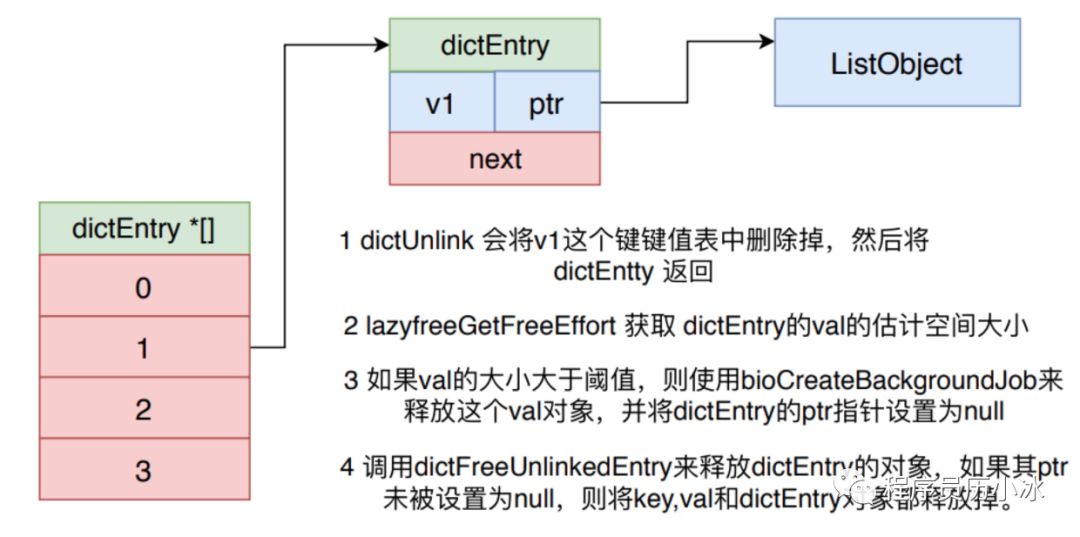 dictEntry
v1
ptr
next
ListObject
dictEntry *[]
0
1
2
3
1 dictUnlink 会将v1这个键键值表中删除掉，然后将
dictEntty 返回
2 lazyfreeGetFreeEffort 获取 dictEntry的val的估计空间大小
3 如果val的大小大于阈值，则使用bioCreateBackgroundJob来
释放这个val对象，并将dictEntry的ptr指针设置为null
4 调用dictFreeUnlinkedEntry来释放dictEntry的对象，如果其ptr
未被设置为null，则将key,val和dictEntry对象都释放掉。
程序员历小冰